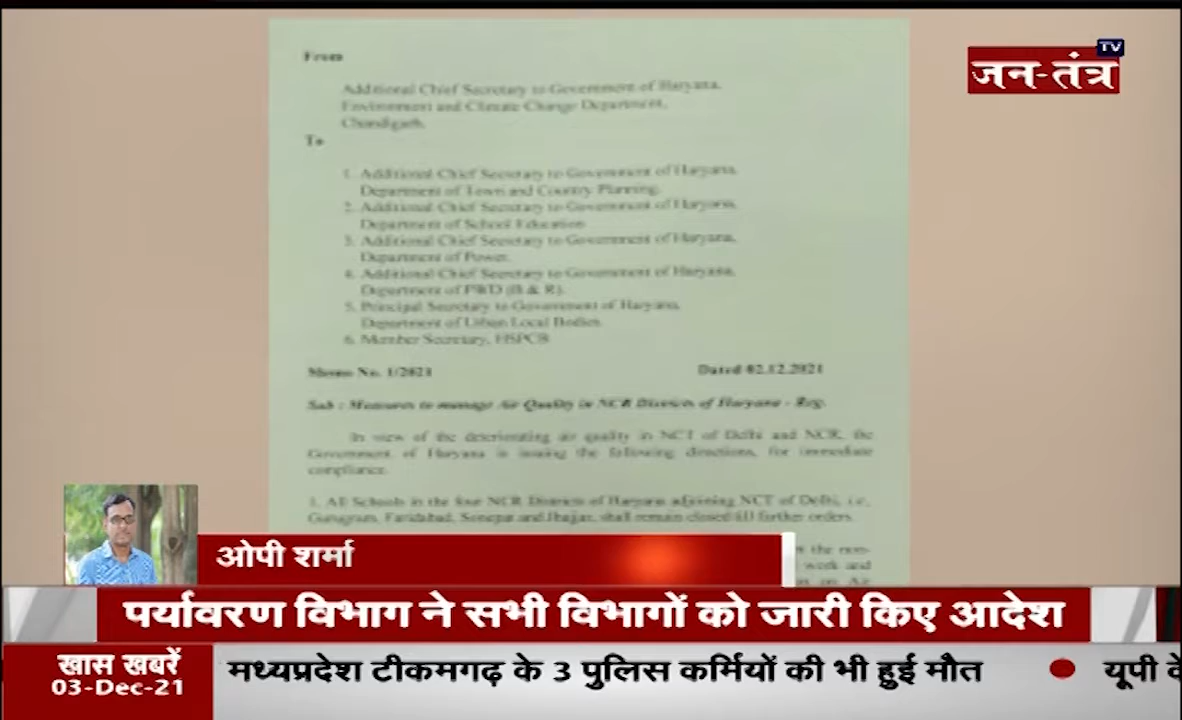 From
Additional Chief Secretary to Government of Haryana,
Environment and Climate Change Department,
Chandigarh.
To
1. Additional Chief Secretary to Government of Haryana,
Department of Town and Country Planning.
2. Additional Chief Secretary to Government of Haryana,
Department of School Education
3. Additional Chief Secretary to Government of Haryana,
Department of Power.
4. Additional Chief Secretary to Government of Haryana,
Department of PWD (B & R).
5. Principal Secretary to Government of Haryana,
Department of Urban Local Bodies.
6. Member Secretary, HSPCB
Memo No. 1/2021 Dated 02.12.2021
Sub : Measures to manage Air Quality in NCR Districts of Haryana - Reg.
In view of the deteriorating air quality in NCT of Delhi and NCR, the
Government of Haryana is issuing the following directions, for immediate
compliance.
1. All Schools in the four NCR Districts of Haryana adjoining NCT of Delhi, i.e.
Gurugram, Faridabad, Sonepat and Jhajjar, shall remain closed till further orders.
the non-
work and
on Air
TV
जन-तंत्र
ओपी शर्मा
पर्यावरण विभाग ने सभी विभागों को जारी किए आदेश
खास खबरें
03-Dec-21
मध्यप्रदेश टीकमगढ़ के 3 पुलिस कर्मियों की भी हुई मौत
यूपी के